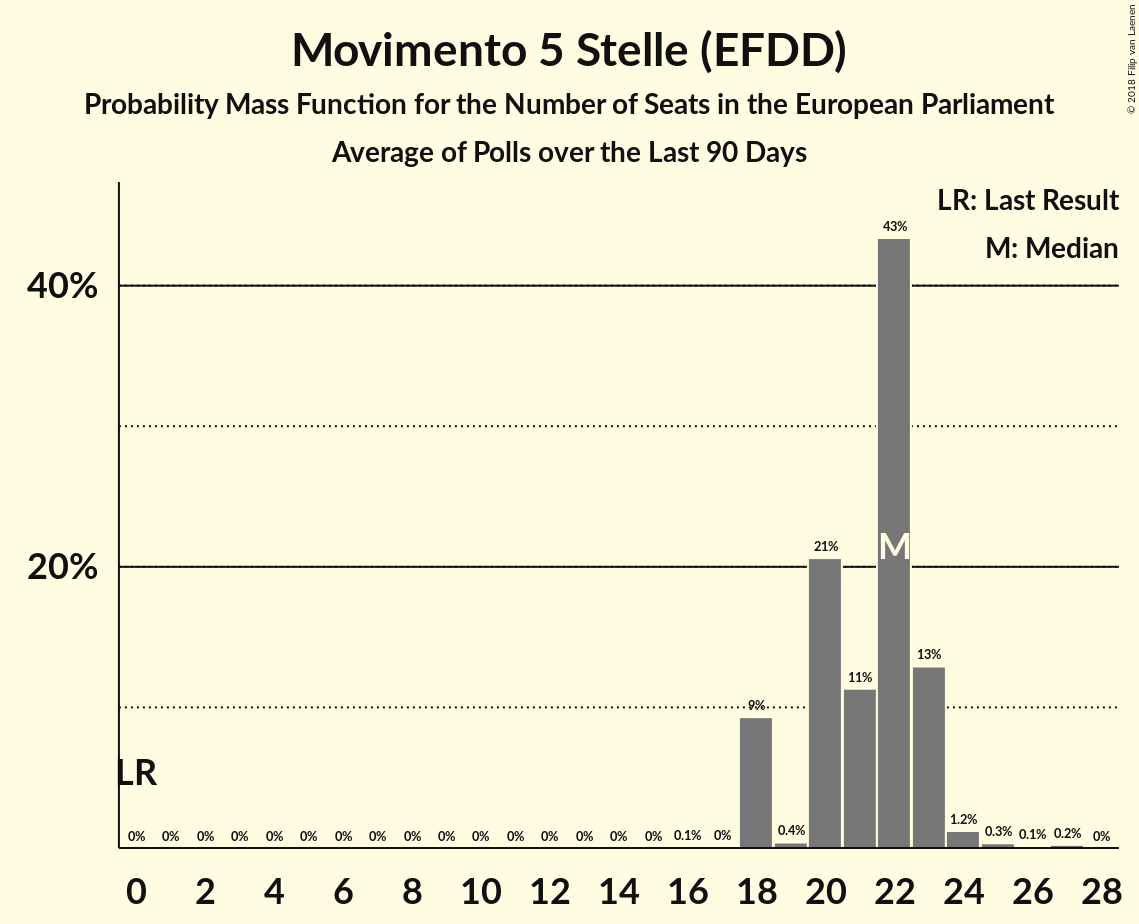 © 2018 Filip van Laenen
Movimento 5 Stelle (EFDD)
Probability Mass Function for the Number of Seats in the European Parliament
Average of Polls over the Last 90 Days
LR: Last Result
M: Median
43%
40%
M
21%
20%
13%
11%
9%
LR
0% 0% 0% 0% 0% 0% 0% 0% 0% 0% 0% 0% 0% 0% 0% 0% 0.1% 0% 0.4% 1.2% 0.3% 0.1% 0.2% 0%
0 2 4 6 8 10 12 14 16 18 20 22 24 26 28